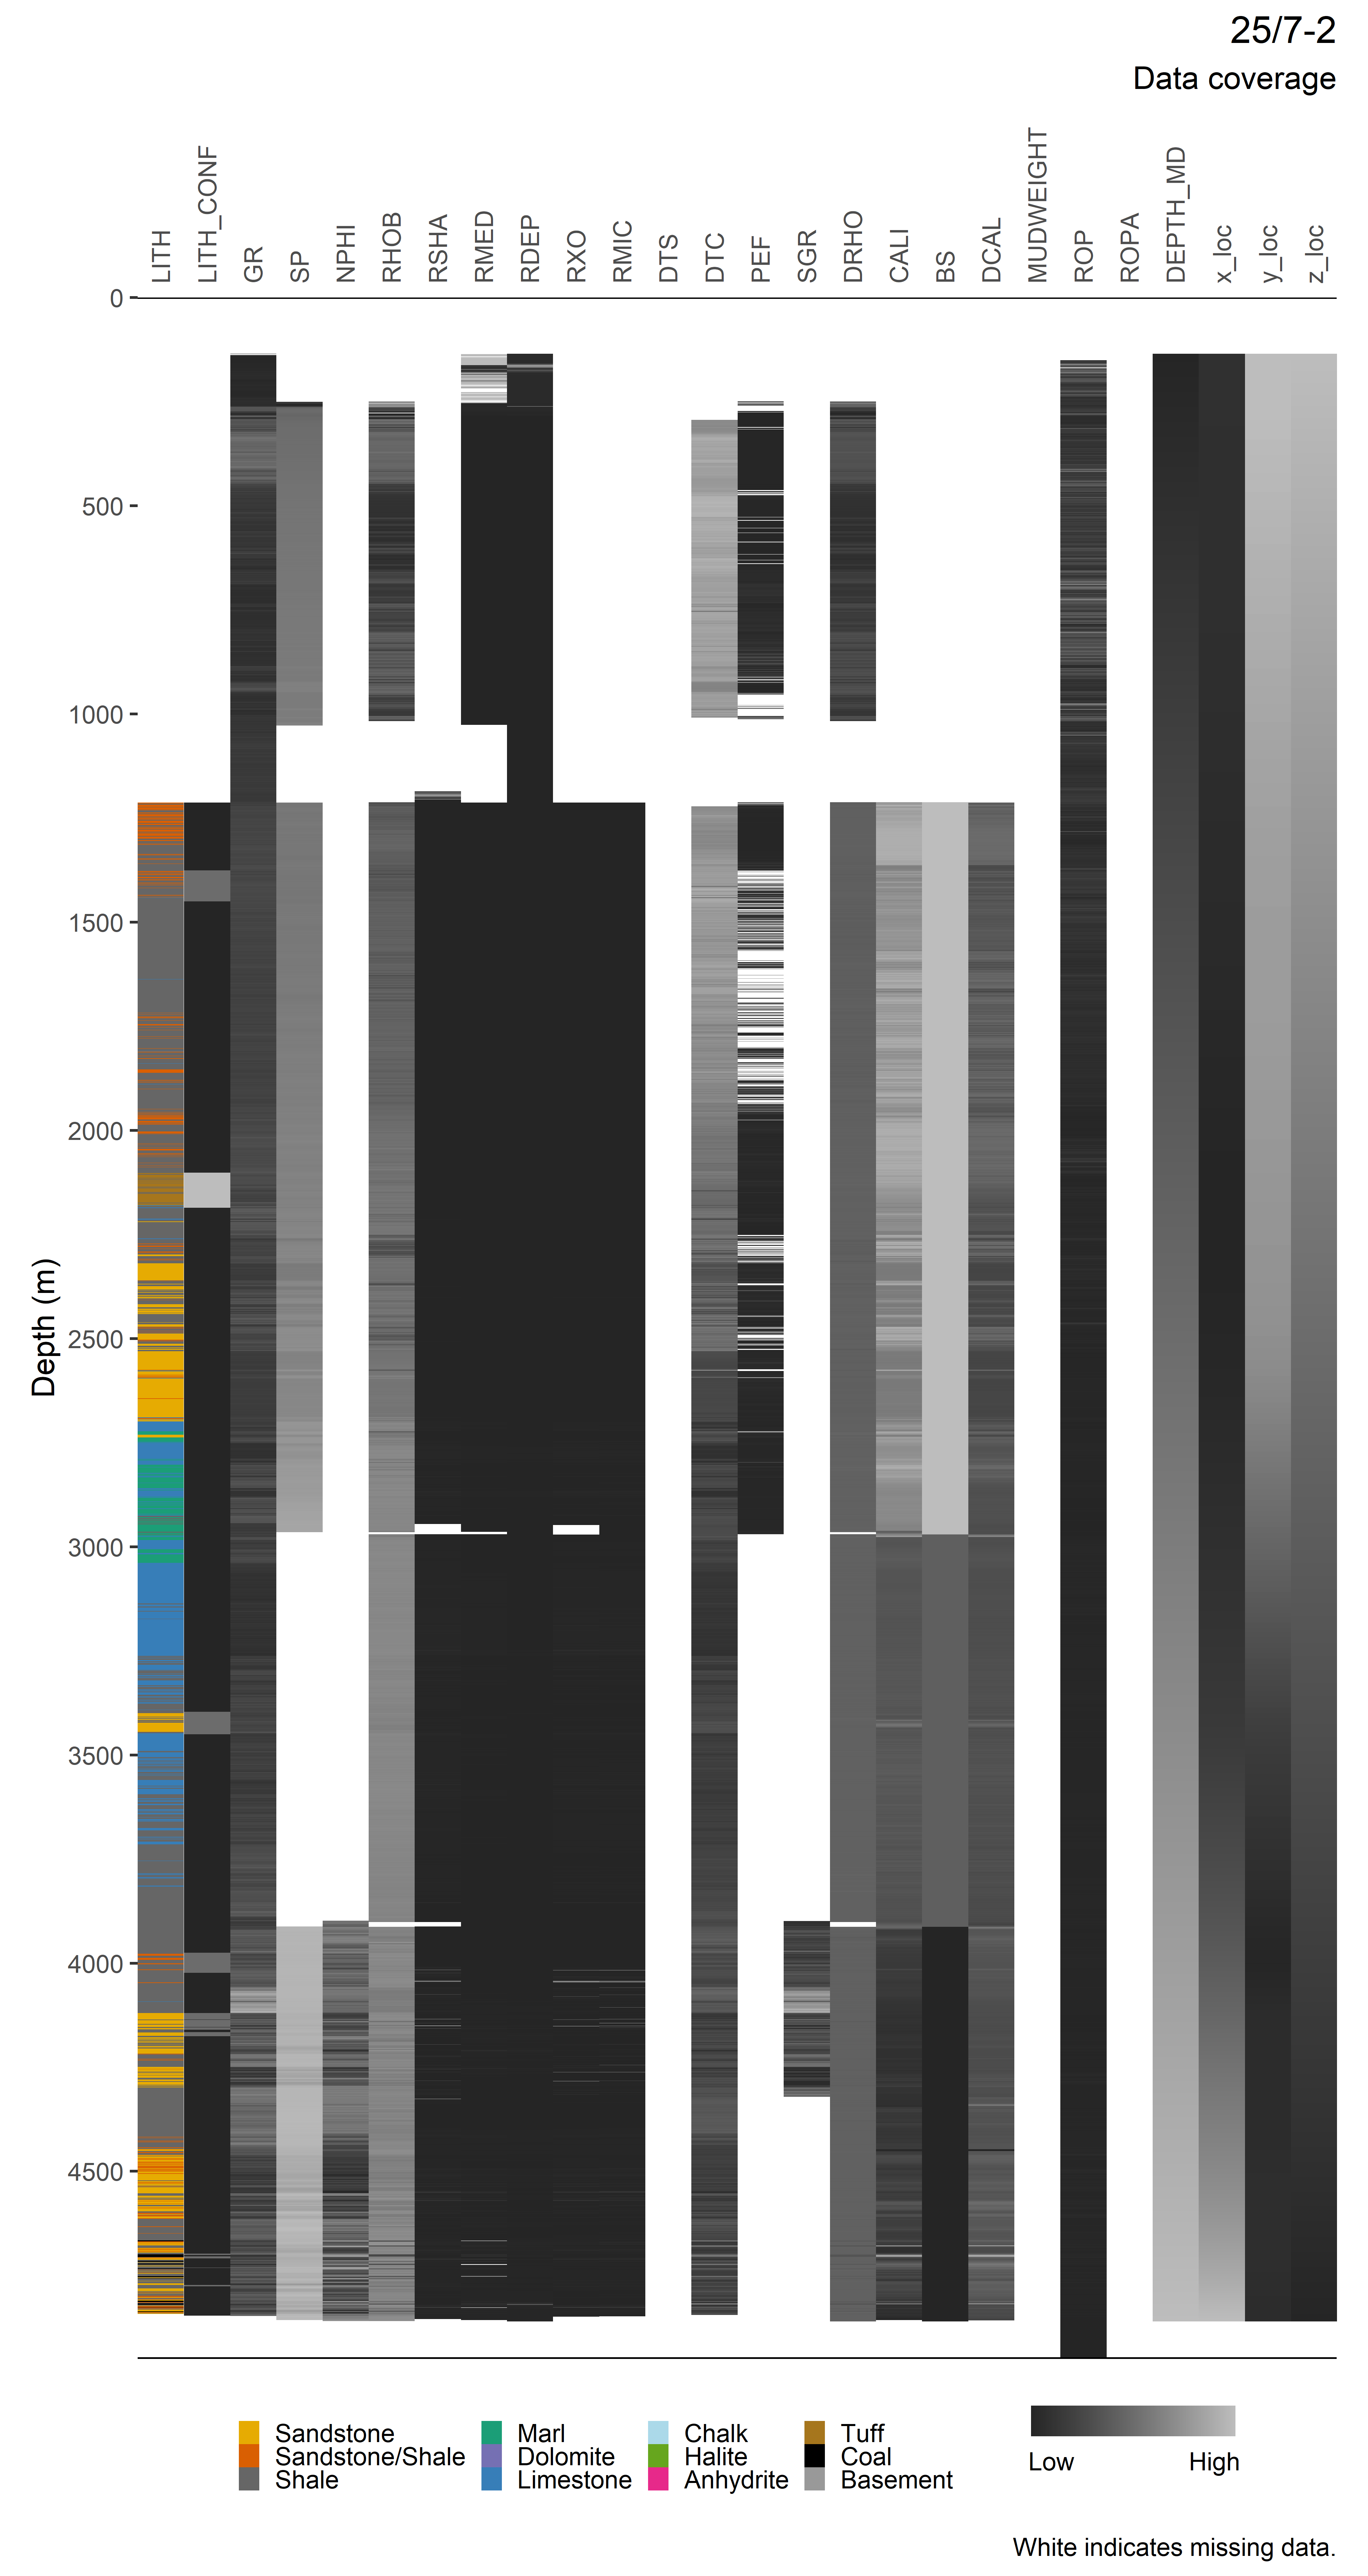 25/7-2
Data coverage
LITH
LITH_CONF
GR
SP
NPHI
RHOB
RSHA
RMED
RDEP
RXO
RMIC
DTS
DTC
PEF
SGR
DRHO
CALI
BS
DCAL
MUDWEIGHT
ROP
ROPA
DEPTH_MD
x_loc
y_loc
z_loc
0
500
1000
1500
2000
2500
3000
3500
4000
4500
Depth (m)
Sandstone
Sandstone/Shale
Shale
Marl
Dolomite
Limestone
Chalk
Halite
Anhydrite
Tuff
Coal
Basement
Low High
White indicates missing data.